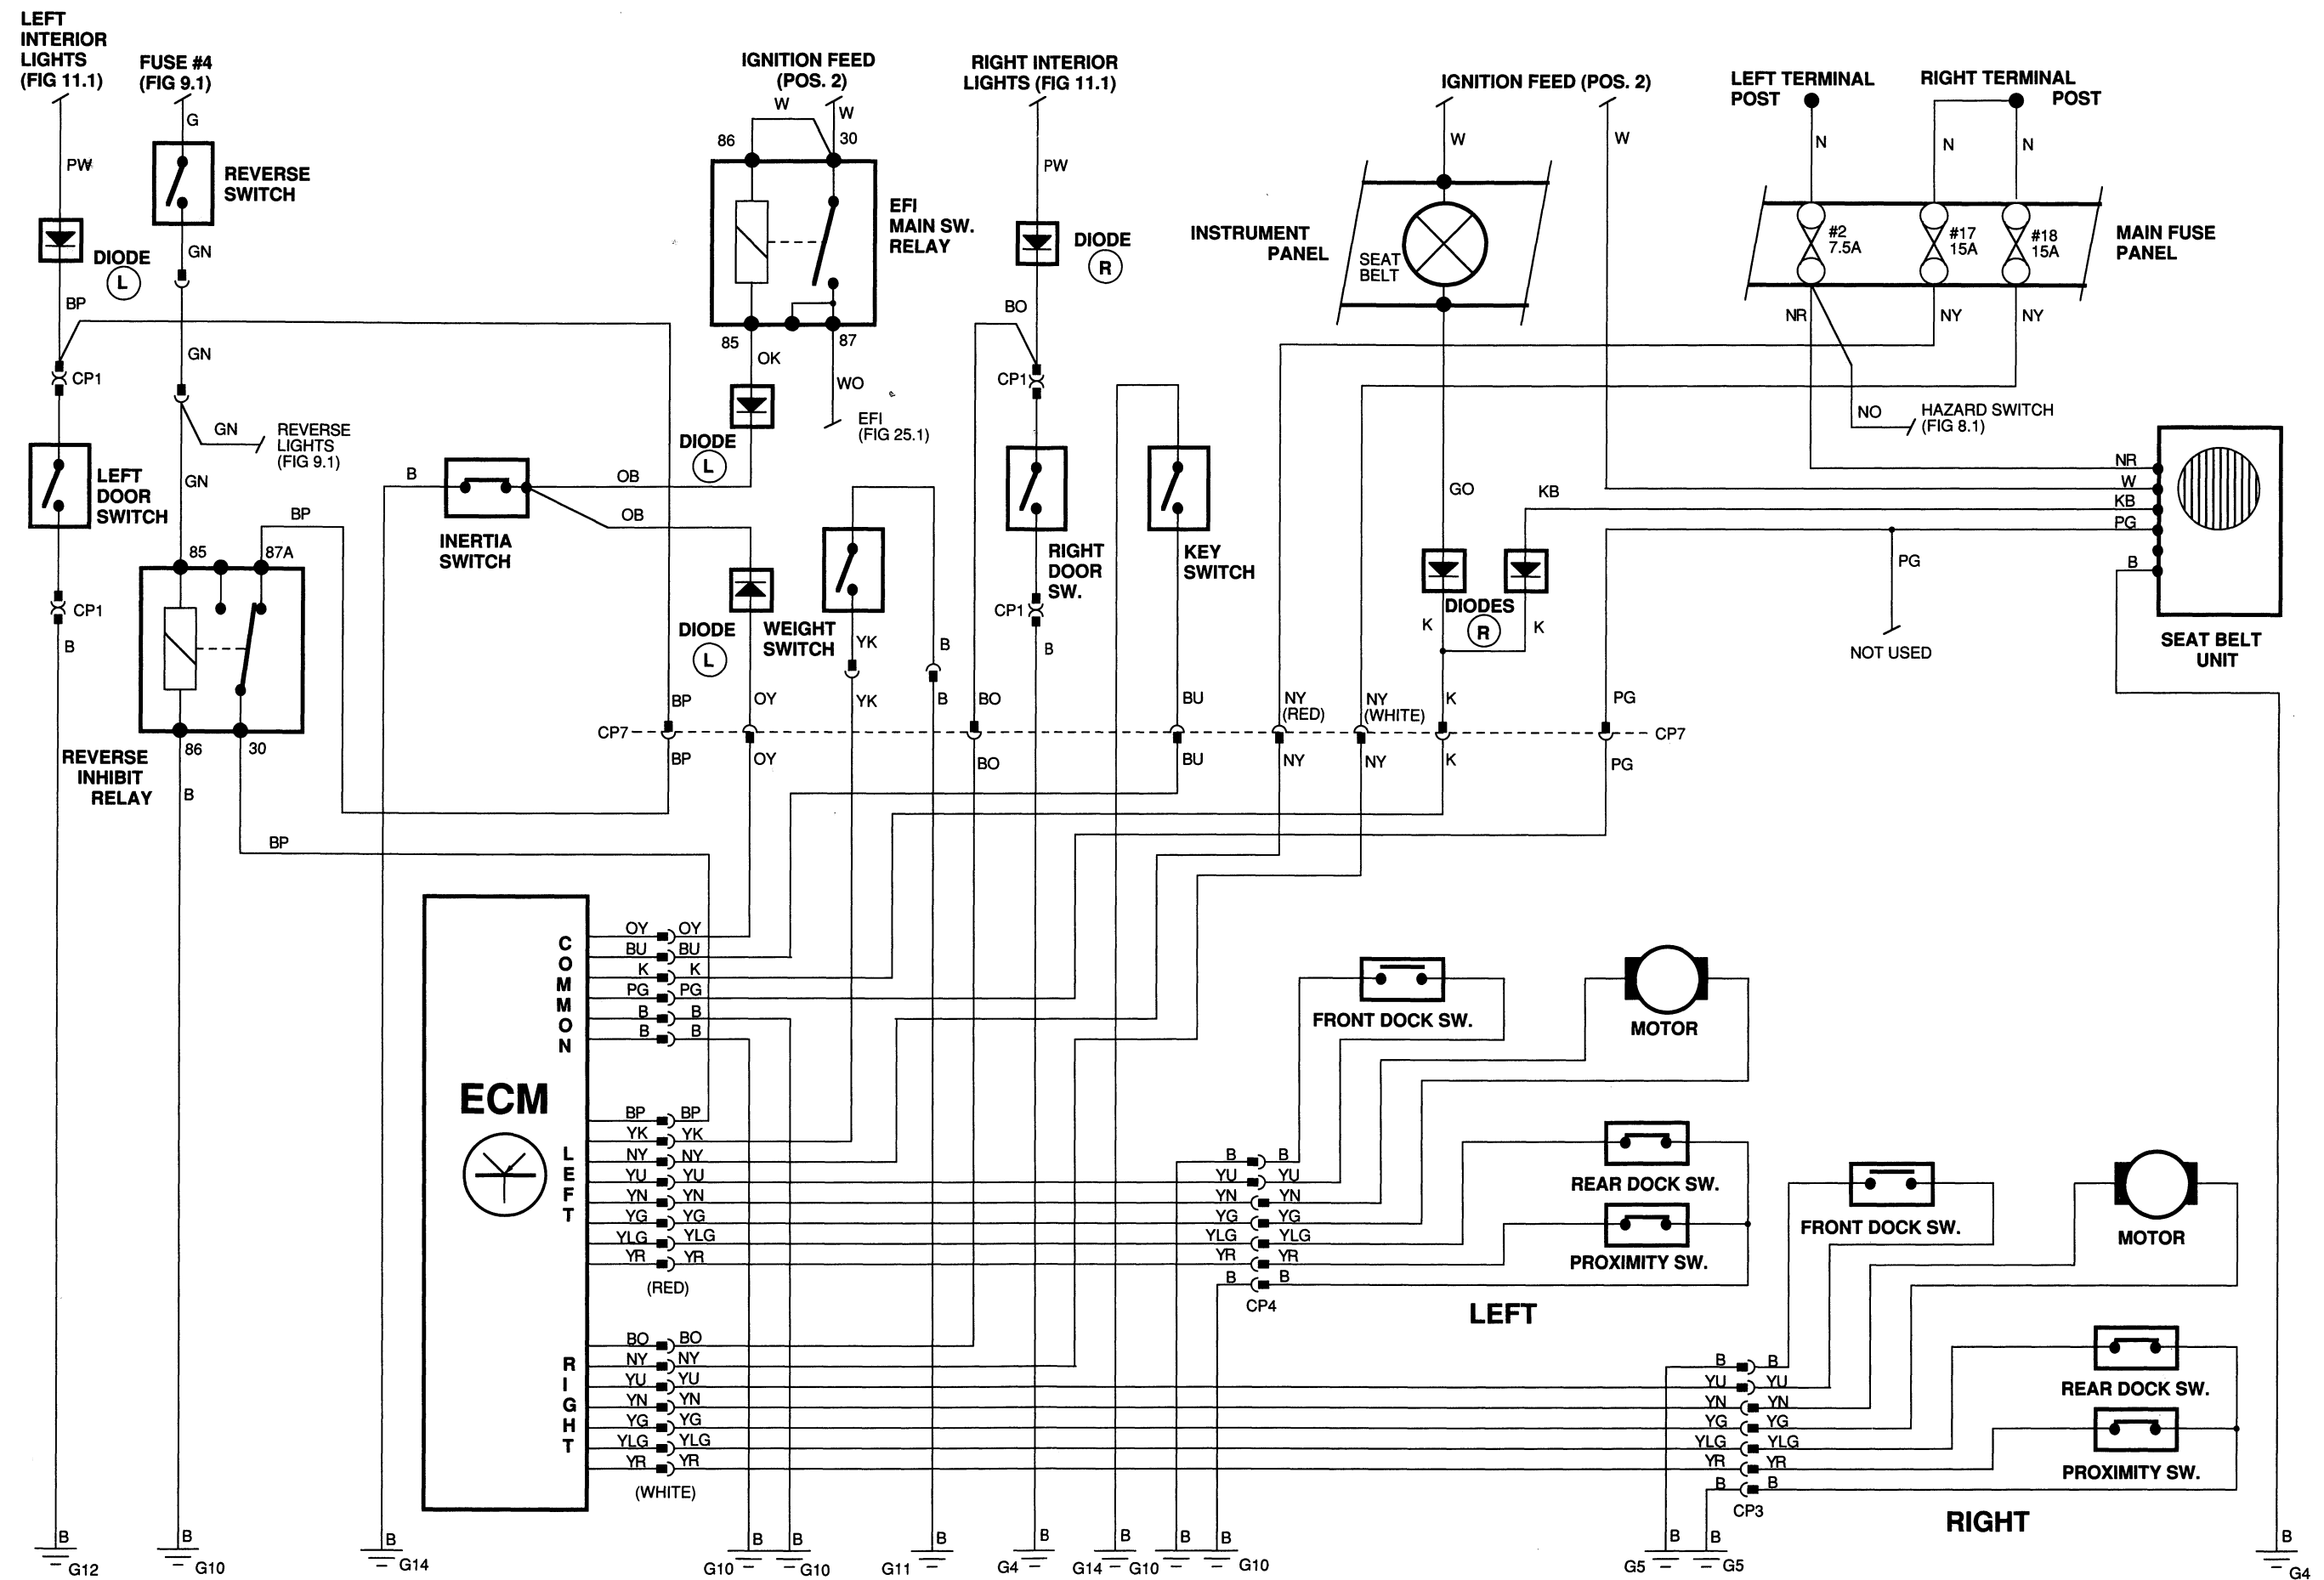 LEFT
INTERIOR
LIGHTS
(FIG 11.1)
FUSE #4
(FIG 9.1)
IGNITION FEED
(POS. 2)
RIGHT INTERIOR
LIGHTS (FIG 11.1)
IGNITION FEED (POS. 2)
LEFT TERMINAL
POST
RIGHT TERMINAL
POST
G
W
W
86
30
PW
PW
W
W
N
N
N
REVERSE
SWITCH
EFI
MAIN SW.
RELAY
DIODE
L
GN
DIODE
R
INSTRUMENT
PANEL
SEAT
BELT
#2
7.5A
#17
15A
#18
15A
MAIN FUSE
PANEL
BP
BO
NR
NY
NY
85
87
OK
WO
GN
CP1
CP1
EFI
(FIG 25.1)
NO
HAZARD SWITCH
(FIG 8.1)
GN
REVERSE
LIGHTS
(FIG 9.1)
DIODE
L
GN
LEFT
DOOR
SWITCH
B
OB
OB
BP
INERTIA
SWITCH
GO
KB
NR
W
KB
PG
B
85
87A
RIGHT
DOOR
SW.
KEY
SWITCH
PG
CP1
CP1
DIODES
R
K
K
DIODE
L
WEIGHT
SWITCH
YK
B
B
B
NOT USED
SEAT BELT
UNIT
BP
OY
YK
B
BO
BU
NY
(RED)
NY
(WHITE)
K
PG
CP7
CP7
BP
OY
BO
BU
NY
NY
K
PG
86
30
REVERSE
INHIBIT
RELAY
B
BP
COMMON
OY OY
BU BU
K K
PG PG
B B
B B
ECM
LEFT
BP BP
YK YK
NY NY
YU YU
YN YN
YG YG
YLG YLG
YR YR
(RED)
RIGHT
BO BO
NY NY
YU YU
YN YN
YG YG
YLG YLG
YR YR
(WHITE)
FRONT DOCK SW.
MOTOR
B B
YU YU
YN YN
YG YG
YLG YLG
YR YR
B B
CP4
REAR DOCK SW.
PROXIMITY SW.
LEFT
FRONT DOCK SW.
MOTOR
B B
YU YU
YN YN
YG YG
YLG YLG
YR YR
B B
CP3
REAR DOCK SW.
PROXIMITY SW.
RIGHT
B
G12
B
G10
B
G14
B
G10
B
G10
B
G11
B
G4
B
G14
B
G10
B
G10
B
G5
B
G5
B
G4